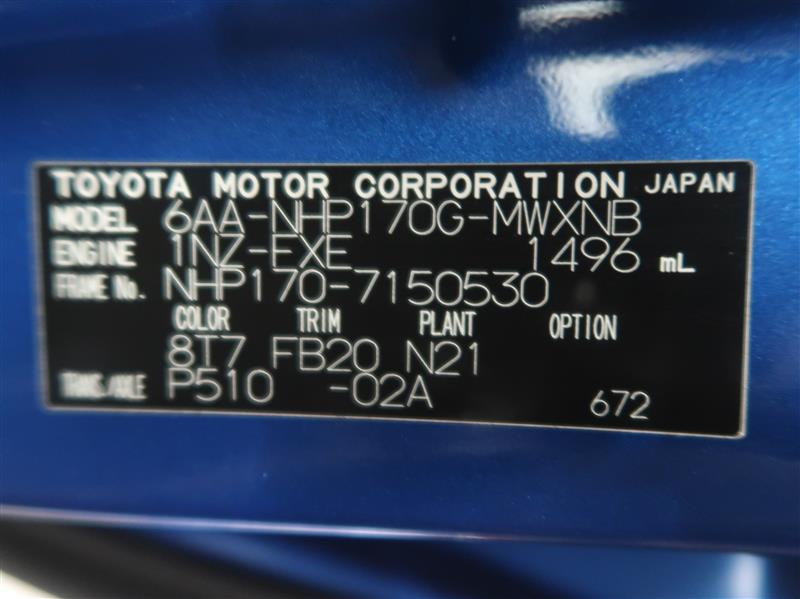 TOYOTA MOTOR CORPORATION JAPAN
MODEL 6AA-NHP170G-MWXNB
ENGINE 1NZ-FXE 1496 mL
FRAME No. NHP170-7150530
COLOR TRIM PLANT OPTION
8T7 FB20 N21
TRANS/AXLE P510 -02A 672